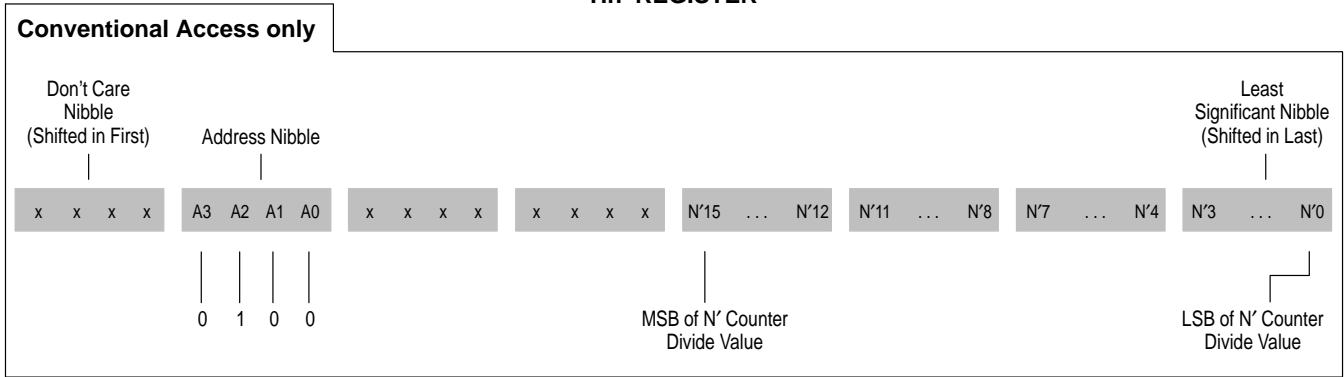 Conventional Access only
Don't Care
Nibble
(Shifted in First)
Address Nibble
Least
Significant Nibble
(Shifted in Last)
x x x x A3 A2 A1 A0 x x x x x x x x N′15 . . . N′12 N′11 . . . N′8 N′7 . . . N′4 N′3 . . . N′0
0 1 0 0
MSB of N′ Counter
Divide Value
LSB of N′ Counter
Divide Value